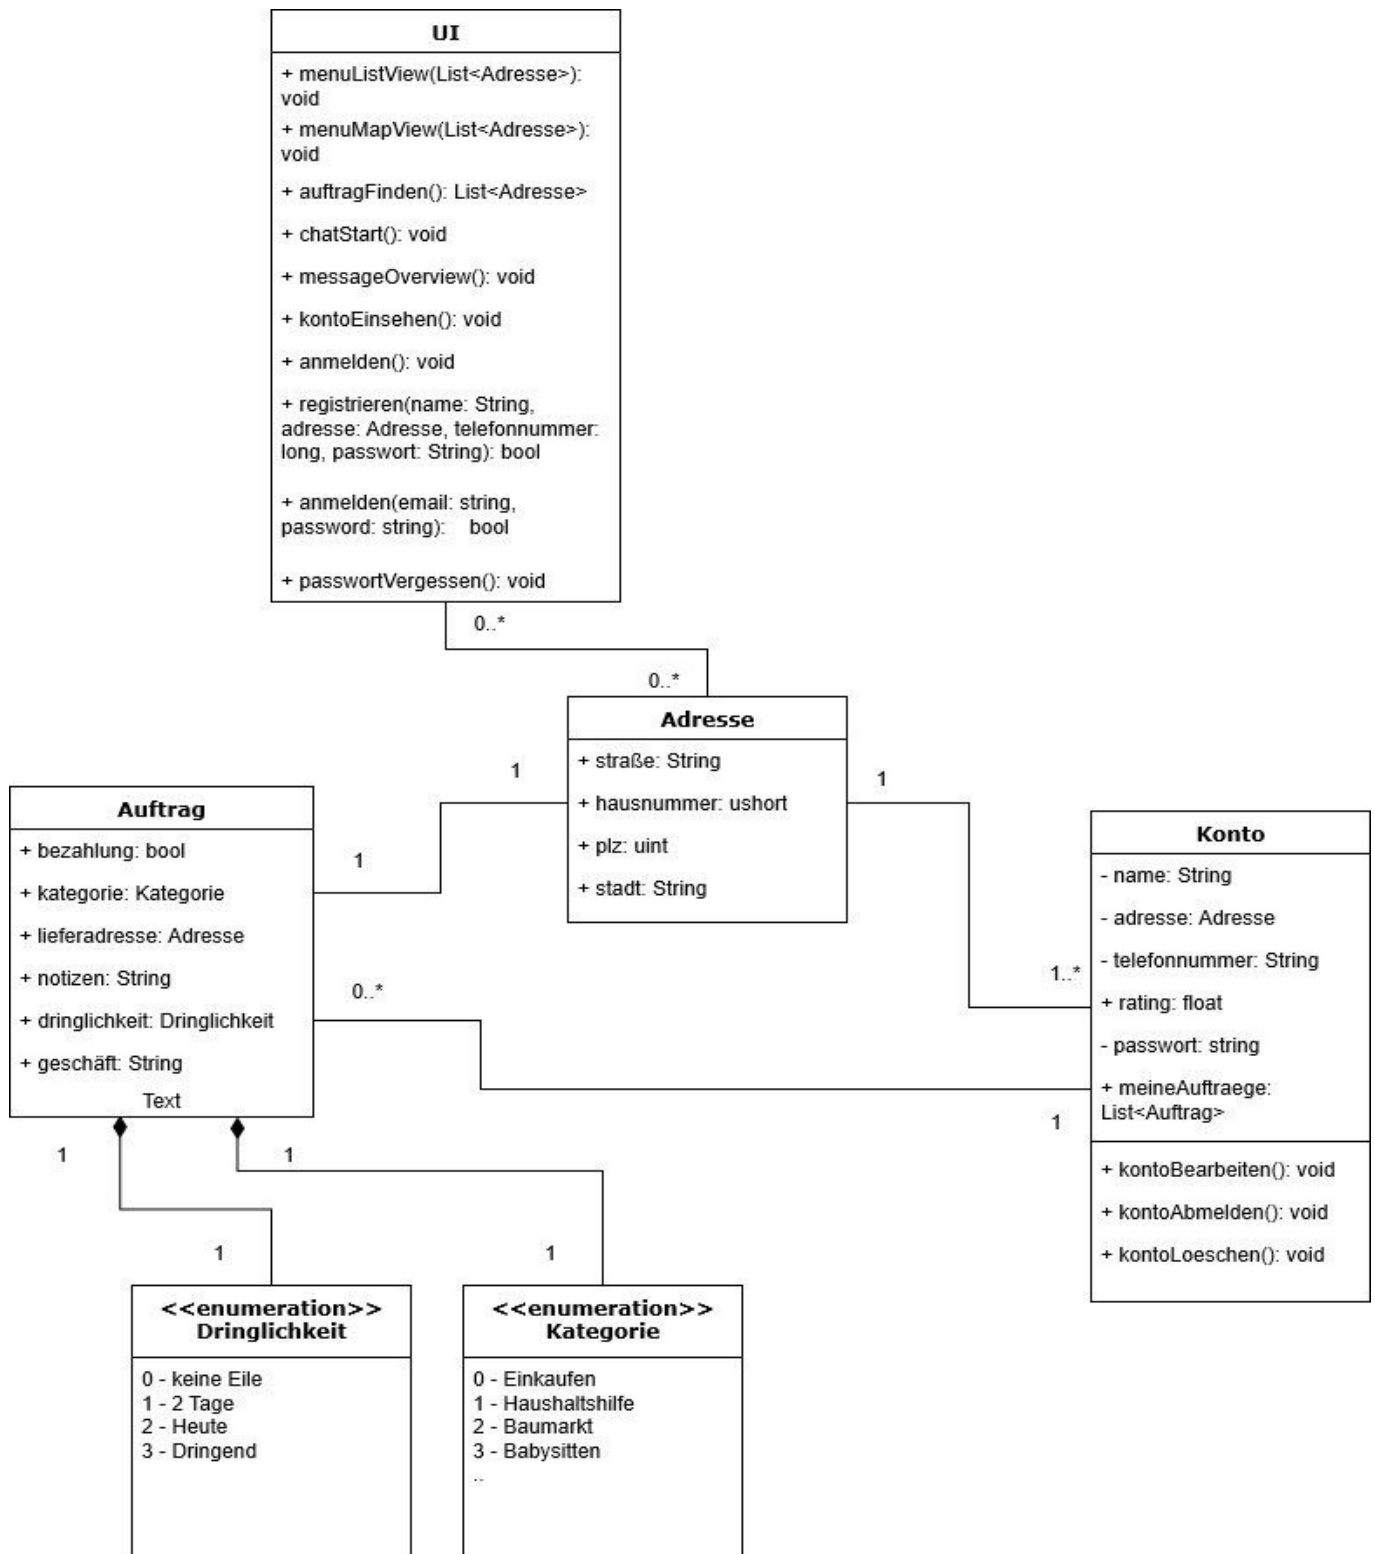 UI
+ menuListView(List<Adresse>):
void
+ menuMapView(List<Adresse>):
void
+ auftragFinden(): List<Adresse>
+ chatStart(): void
+ messageOverview(): void
+ kontoEinsehen(): void
+ anmelden(): void
+ registrieren(name: String,
adresse: Adresse, telefonnummer:
long, passwort: String): bool
+ anmelden(email: string,
password: string): bool
+ passwortVergessen(): void
0..*
0..*
Adresse
+ straße: String
+ hausnummer: ushort
+ plz: uint
+ stadt: String
1
1
1
1..*
Auftrag
+ bezahlung: bool
+ kategorie: Kategorie
+ lieferadresse: Adresse
+ notizen: String
+ dringlichkeit: Dringlichkeit
+ geschäft: String
Text
0..*
1
Konto
- name: String
- adresse: Adresse
- telefonnummer: String
+ rating: float
- passwort: string
+ meineAuftraege:
List<Auftrag>
+ kontoBearbeiten(): void
+ kontoAbmelden(): void
+ kontoLoeschen(): void
1
1
1
1
<<enumeration>>
Dringlichkeit
0 - keine Eile
1 - 2 Tage
2 - Heute
3 - Dringend
<<enumeration>>
Kategorie
0 - Einkaufen
1 - Haushaltshilfe
2 - Baumarkt
3 - Babysitten
..